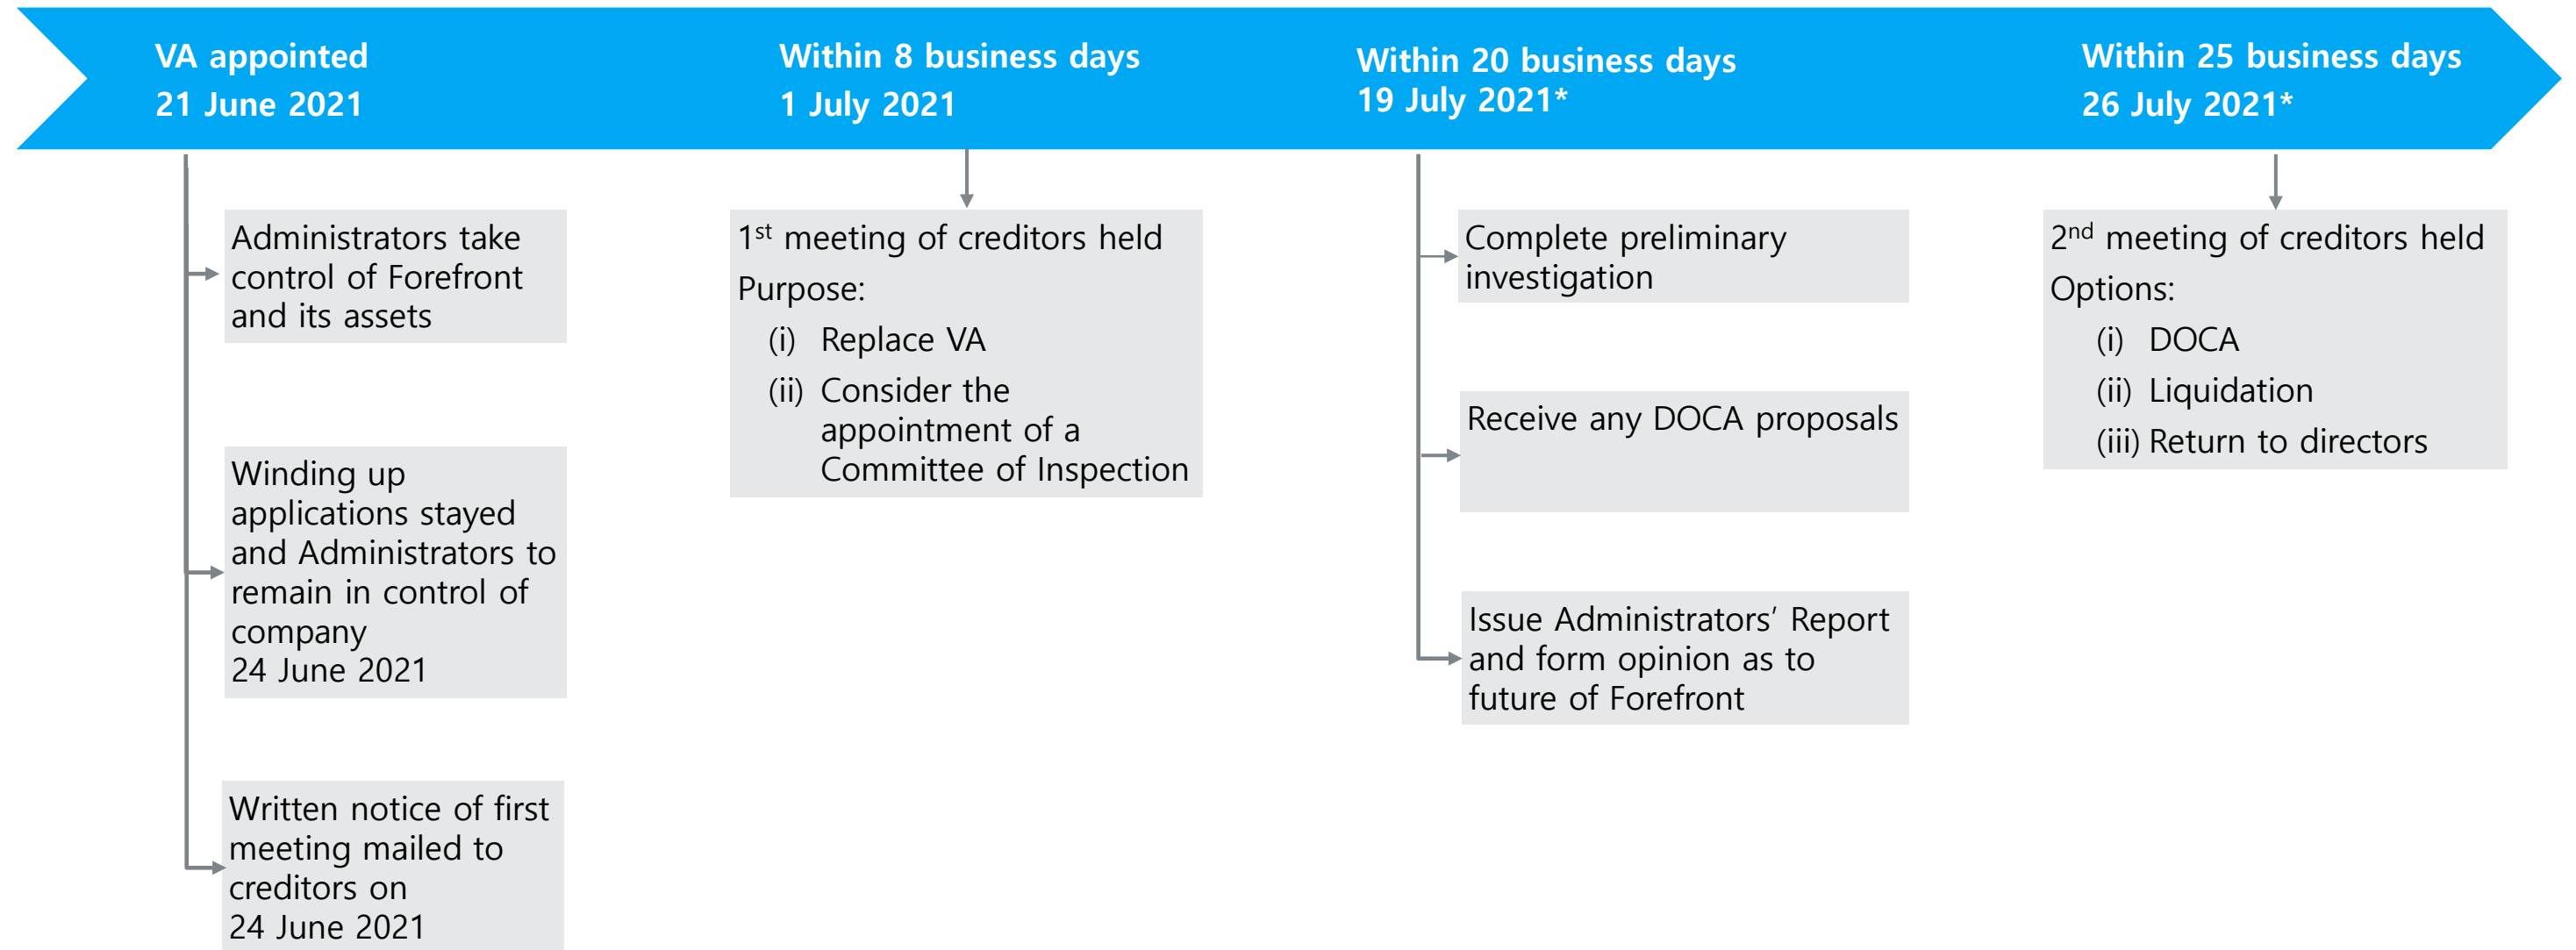 VA appointed
21 June 2021
Within 8 business days
1 July 2021
Within 20 business days
19 July 2021*
Within 25 business days
26 July 2021*
Administrators take
control of Forefront
and its assets
Winding up
applications stayed
and Administrators to
remain in control of
company
24 June 2021
Written notice of first
meeting mailed to
creditors on
24 June 2021
1st meeting of creditors held
Purpose:
(i) Replace VA
(ii) Consider the
appointment of a
Committee of Inspection
Complete preliminary
investigation
Receive any DOCA proposals
Issue Administrators’ Report
and form opinion as to
future of Forefront
2nd meeting of creditors held
Options:
(i) DOCA
(ii) Liquidation
(iii) Return to directors